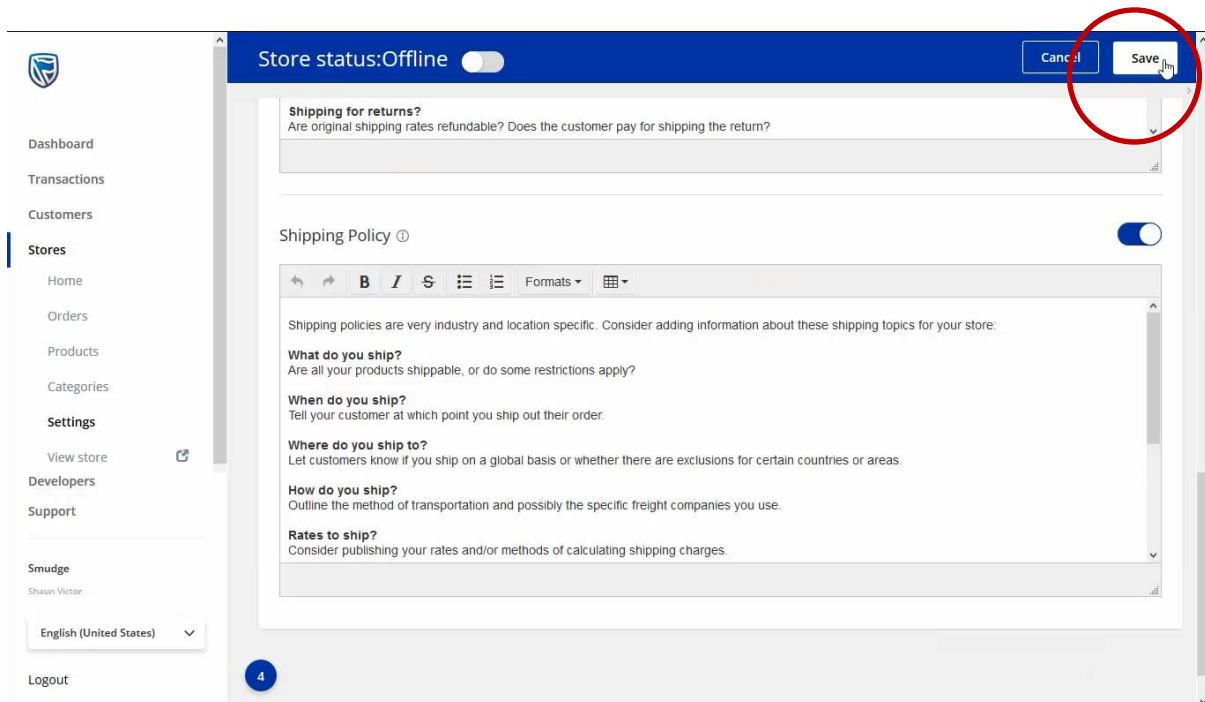 Store status:Offline
Cancel
Save
Dashboard
Transactions
Customers
Stores
Home
Orders
Products
Categories
Settings
View store
Developers
Support
Smudge
Shaun Victor
English (United States)
Logout
Shipping for returns?
Are original shipping rates refundable? Does the customer pay for shipping the return?
Shipping Policy
B I S Formats
Shipping policies are very industry and location specific. Consider adding information about these shipping topics for your store:
What do you ship?
Are all your products shippable, or do some restrictions apply?
When do you ship?
Tell your customer at which point you ship out their order.
Where do you ship to?
Let customers know if you ship on a global basis or whether there are exclusions for certain countries or areas.
How do you ship?
Outline the method of transportation and possibly the specific freight companies you use.
Rates to ship?
Consider publishing your rates and/or methods of calculating shipping charges.
4